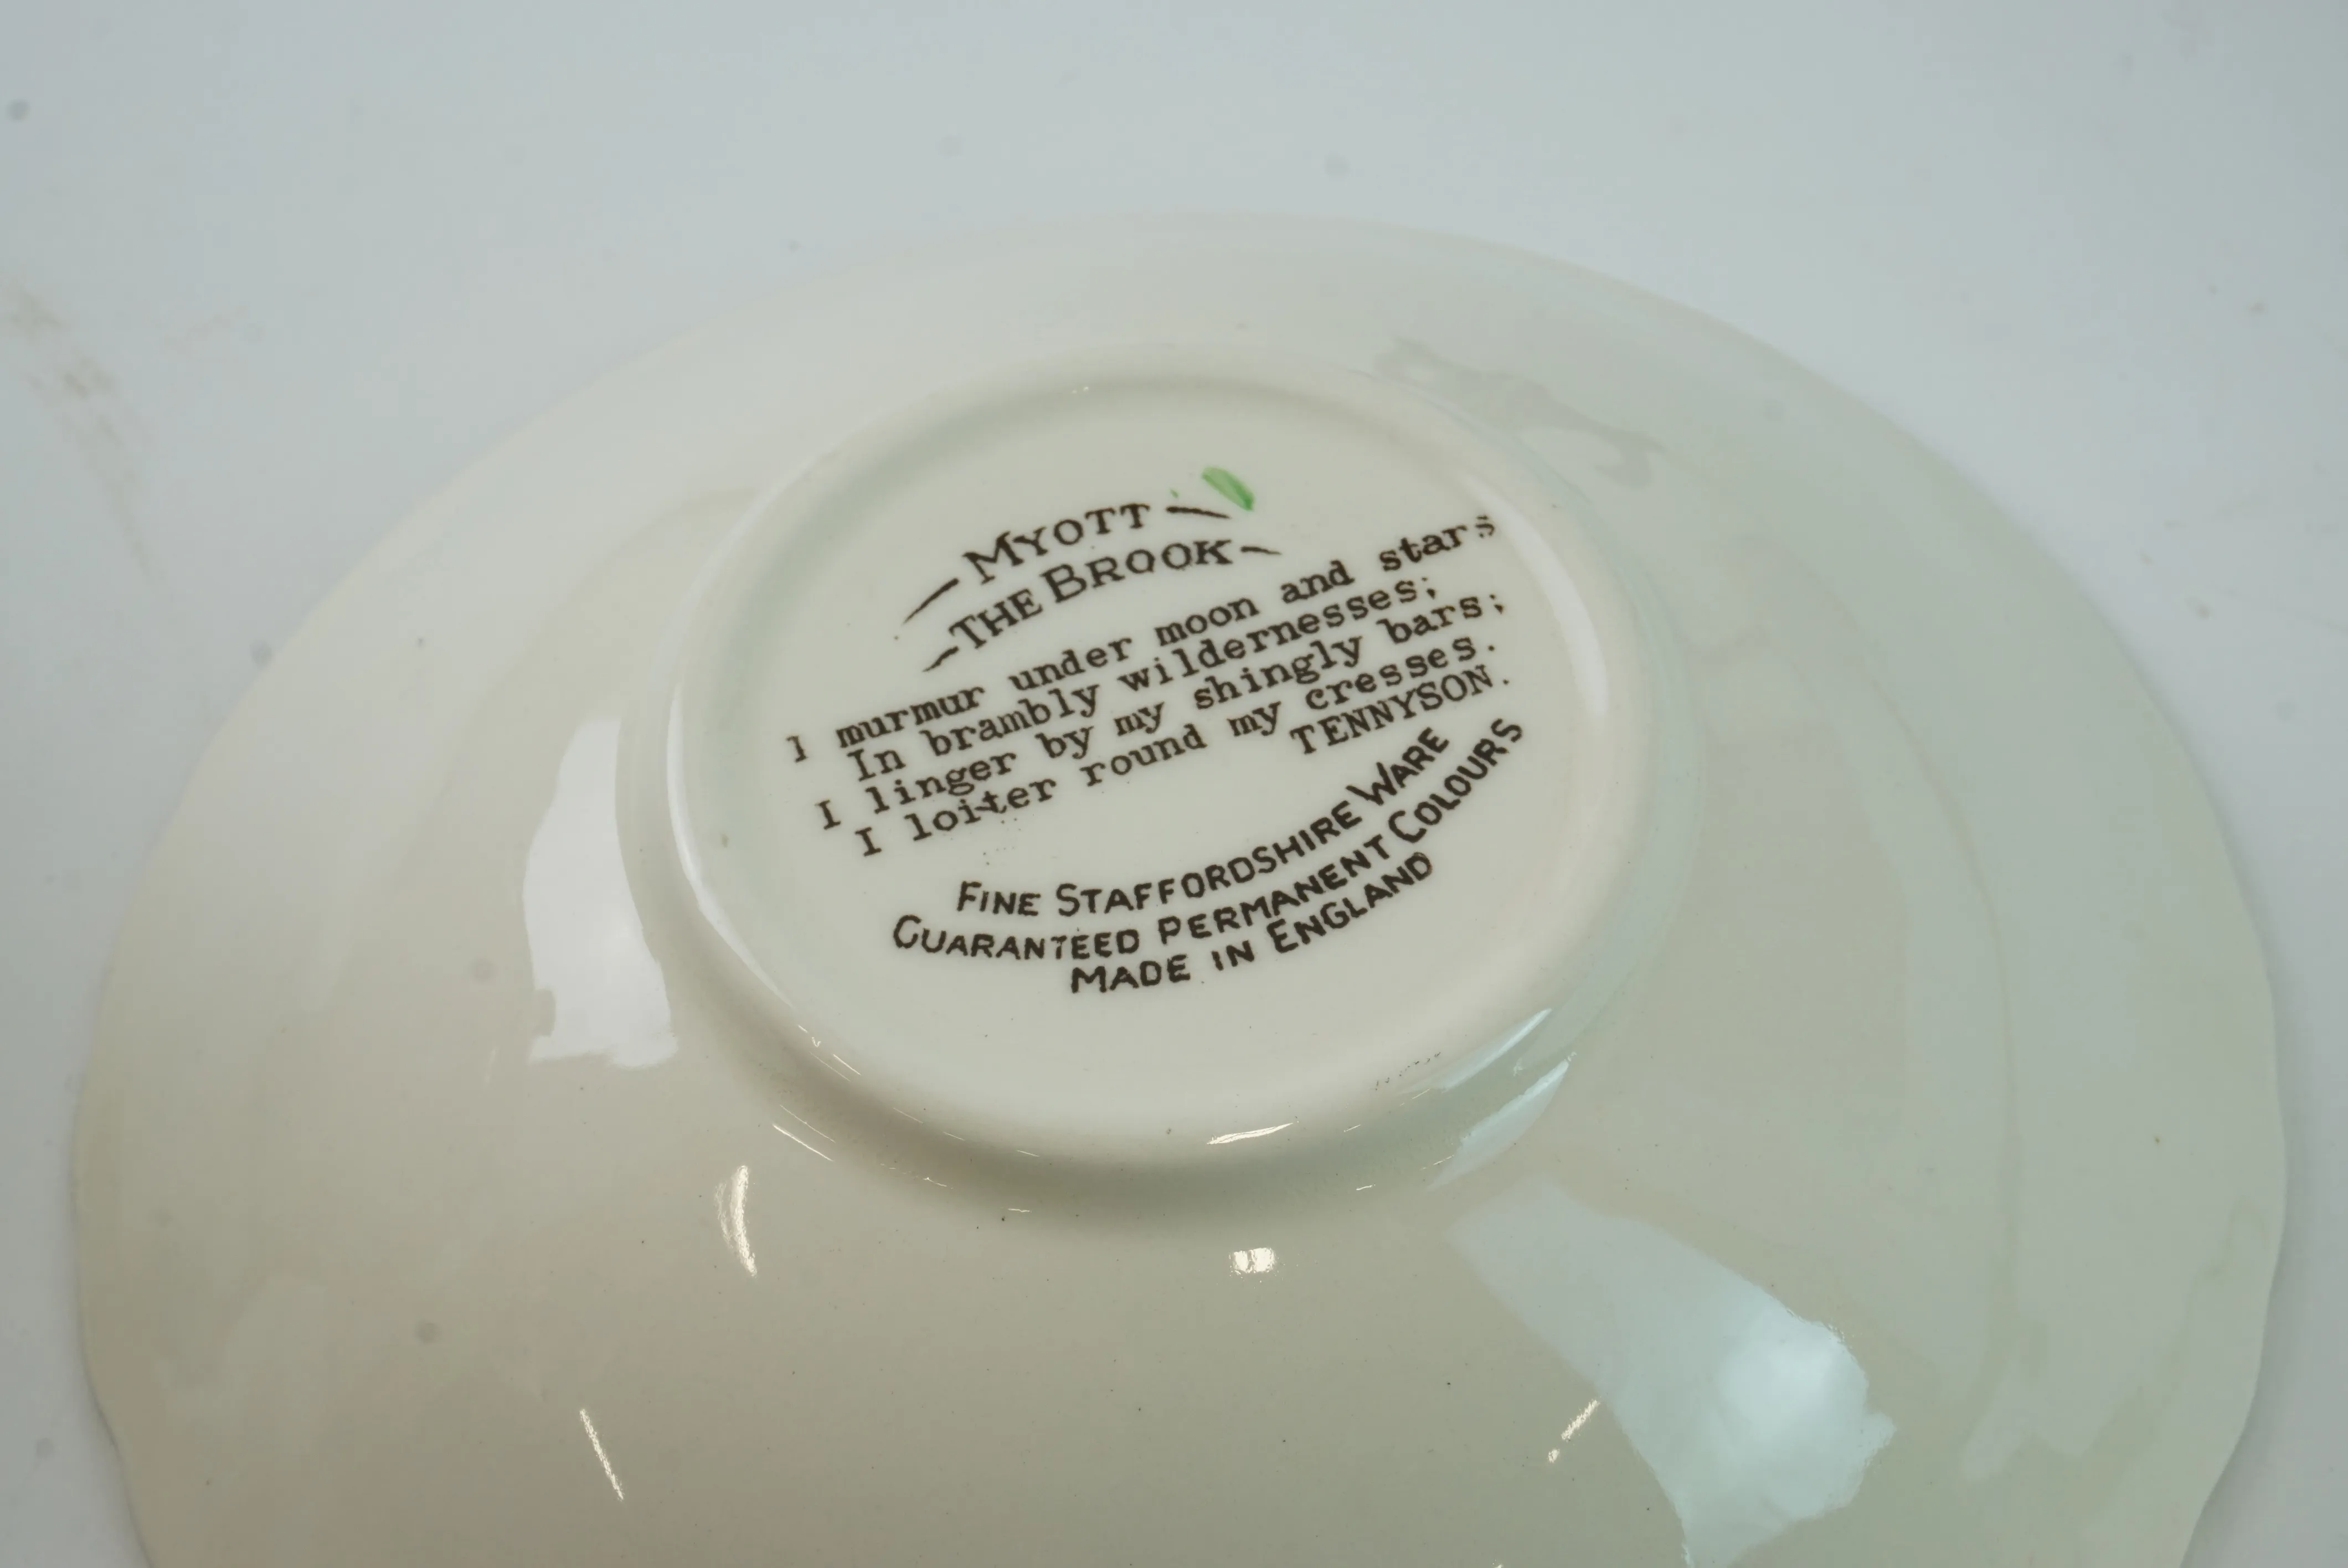 MYOTT
THE BROOK
I murmur under moon and stars
In brambly wildernesses;
I linger by my shingly bars;
I loiter round my cresses.
TENNYSON.
FINE STAFFORDSHIRE WARE
GUARANTEED PERMANENT COLOURS
MADE IN ENGLAND